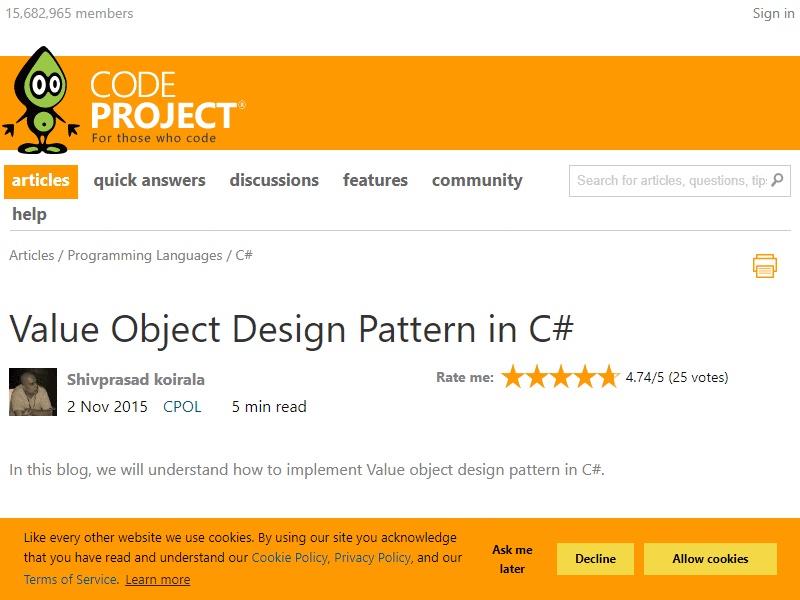 15,682,965 members
Sign in
CODE
PROJECT®
For those who code
articles quick answers discussions features community
Search for articles, questions, tips
help
Articles / Programming Languages / C#
Value Object Design Pattern in C#
Shivprasad koirala
Rate me: 4.74/5 (25 votes)
2 Nov 2015 CPOL 5 min read
In this blog, we will understand how to implement Value object design pattern in C#.
Like every other website we use cookies. By using our site you acknowledge
that you have read and understand our Cookie Policy, Privacy Policy, and our
Terms of Service. Learn more
Ask me
later
Decline
Allow cookies